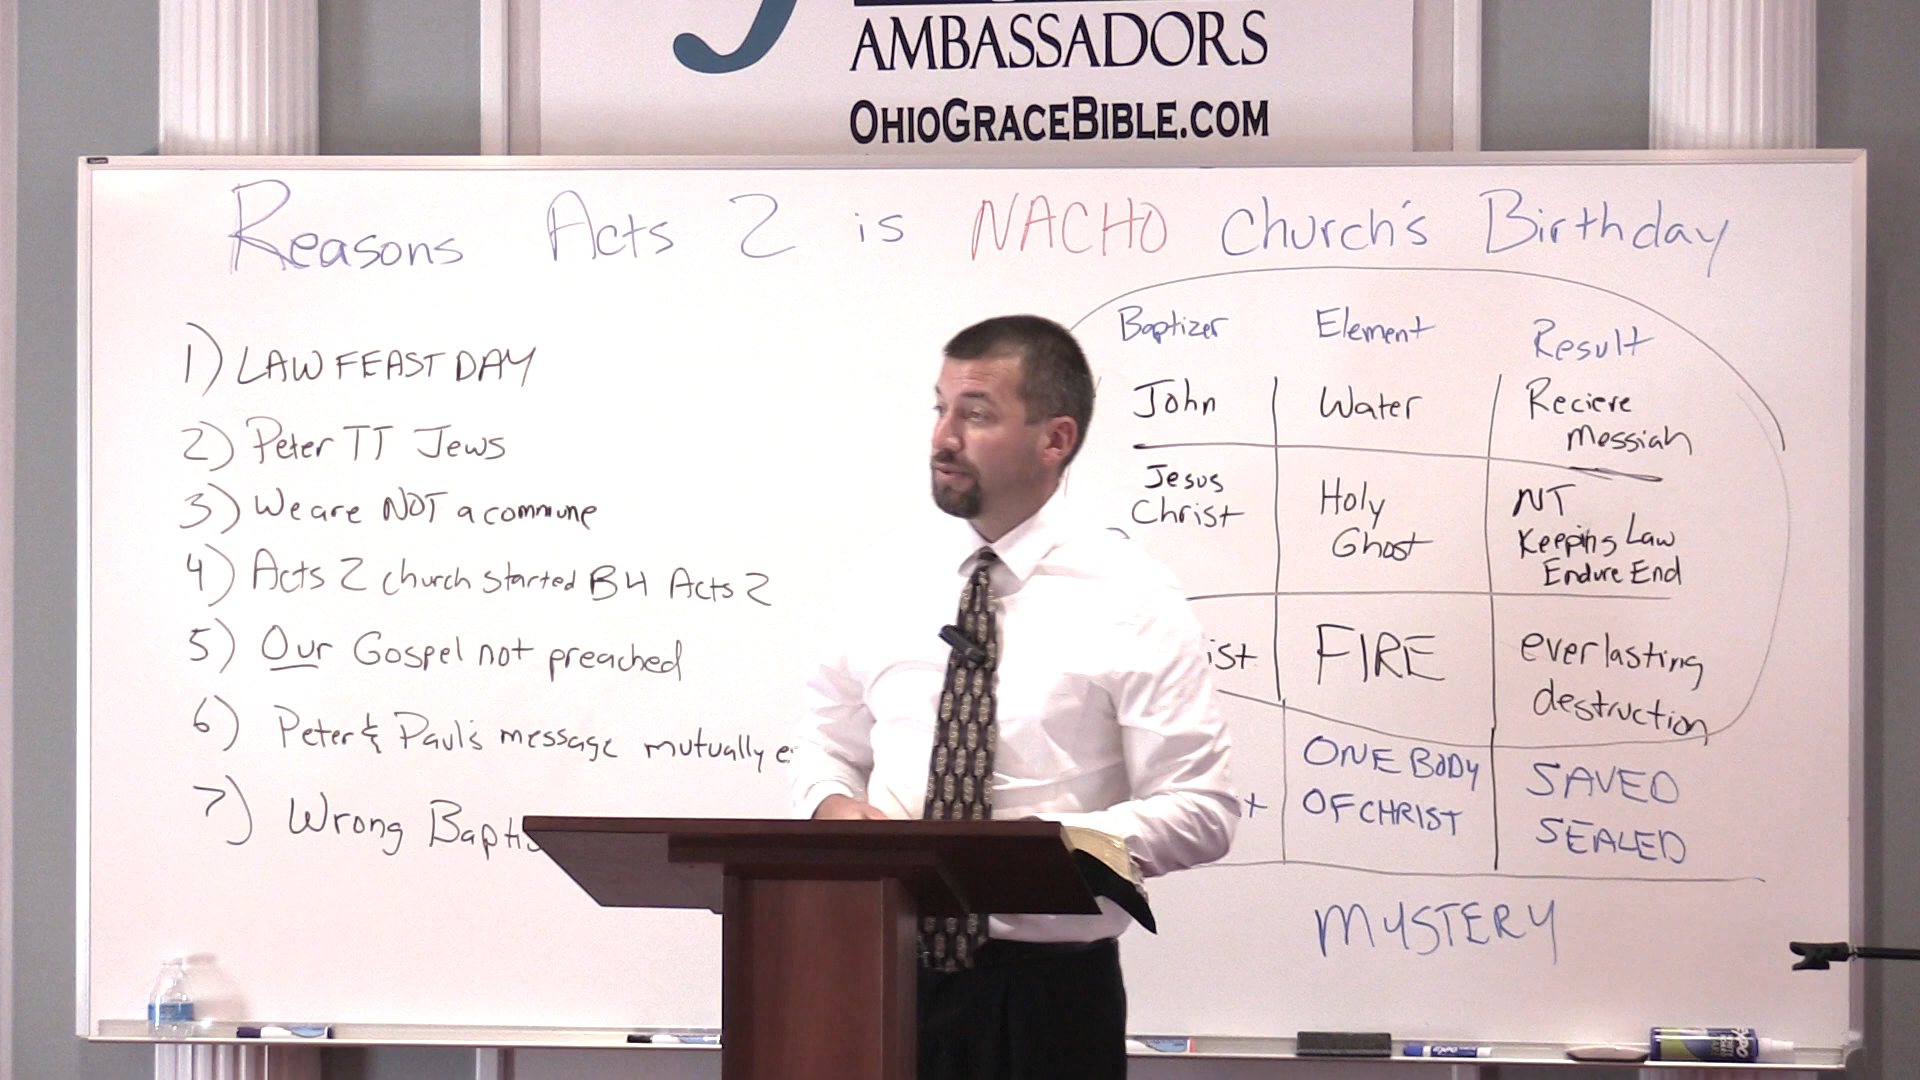 AMBASSADORS
OHIOGRACEBIBLE.COM
Reasons Acts 2 is NACHO Church's Birthday
1) LAW FEAST DAY
2) Peter TT Jews
3) We are NOT a commune
4) Acts 2 church started B4 Acts 2
5) Our Gospel not preached
6) Peter & Paul's message mutually
7) Wrong
Baptizer Element Result
John Water Recieve
Messiah
Jesus
Christ
Holy
Ghost
NT
Keeping Law
Endure End
FIRE
everlasting
destruction
ONE BODY
OF CHRIST
SAVED
SEALED
MYSTERY
EXPO